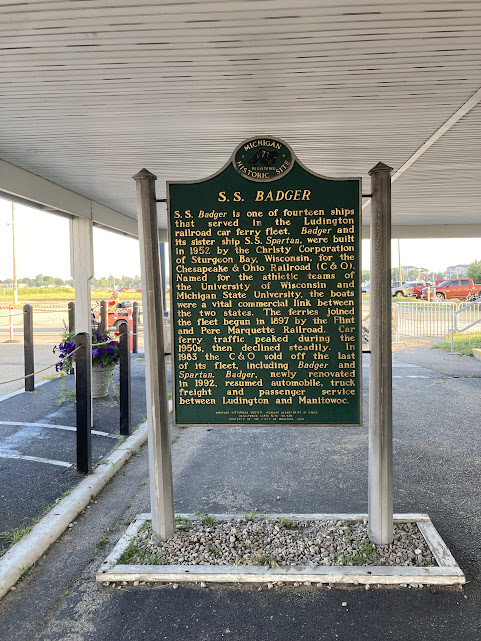 MICHIGAN
REGISTERED
HISTORIC SITE
S.S. BADGER
S.S. Badger is one of fourteen ships
that served in the Ludington
railroad car ferry fleet. Badger and
its sister ship S.S. Spartan, were built
in 1952 by the Christy Corporation
of Sturgeon Bay, Wisconsin, for the
Chesapeake & Ohio Railroad (C & O).
Named for the athletic teams of
the University of Wisconsin and
Michigan State University, the boats
were a vital commercial link between
the two states. The ferries joined
the fleet begun in 1897 by the Flint
and Pere Marquette Railroad. Car
ferry traffic peaked during the
1950s, then declined steadily. In
1983 the C & O sold off the last
of its fleet, including Badger and
Spartan. Badger, newly renovated
in 1992, resumed automobile, truck
freight and passenger service
between Ludington and Manitowoc.